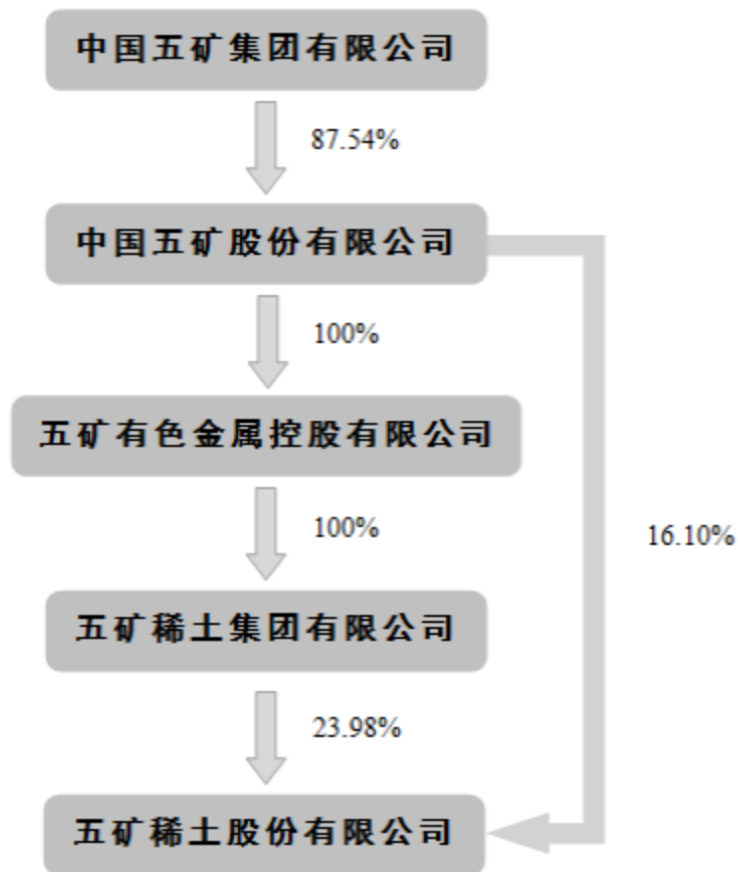 中国五矿集团有限公司
87.54%
中国五矿股份有限公司
100%
五矿有色金属控股有限公司
100%
16.10%
五矿稀土集团有限公司
23.98%
五矿稀土股份有限公司